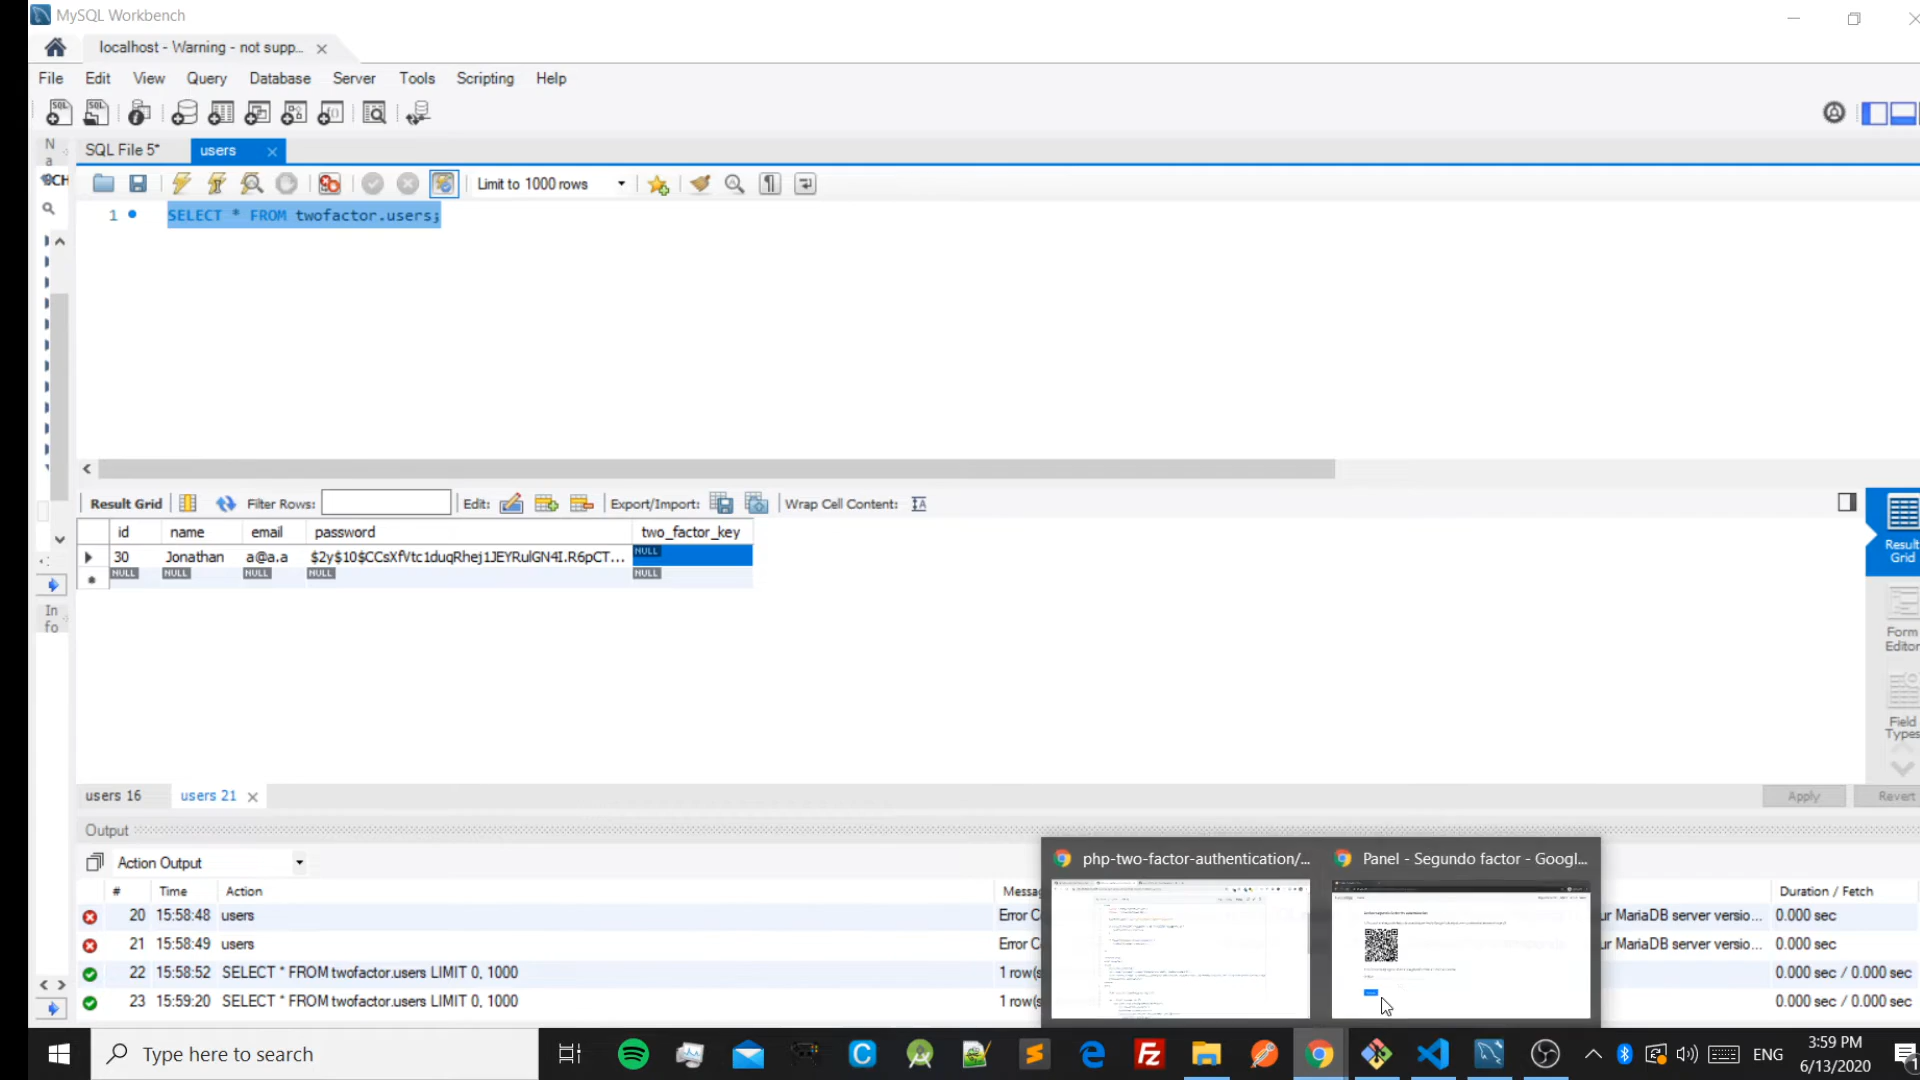 MySQL Workbench
localhost - Warning - not supp...
File Edit View Query Database Server Tools Scripting Help
SQL File 5* users
Limit to 1000 rows
1 SELECT * FROM twofactor.users;
Result Grid Filter Rows: Edit: Export/Import: Wrap Cell Content:
id name email password two_factor_key
30 Jonathan a@a.a $2y$10$CCsXfVtc1duqRhej1JEYRulGN4I.R6pCT... NULL
NULL NULL NULL NULL NULL
Result Grid
Form Editor
Field Types
users 16 users 21
Apply Revert
Output
Action Output
# Time Action Messag Duration / Fetch
20 15:58:48 users Error C ur MariaDB server versio... 0.000 sec
21 15:58:49 users Error C ur MariaDB server versio... 0.000 sec
22 15:58:52 SELECT * FROM twofactor.users LIMIT 0, 1000 1 row(s 0.000 sec / 0.000 sec
23 15:59:20 SELECT * FROM twofactor.users LIMIT 0, 1000 1 row(s 0.000 sec / 0.000 sec
php-two-factor-authentication/...
Panel - Segundo factor - Googl...
Type here to search
ENG
3:59 PM
6/13/2020